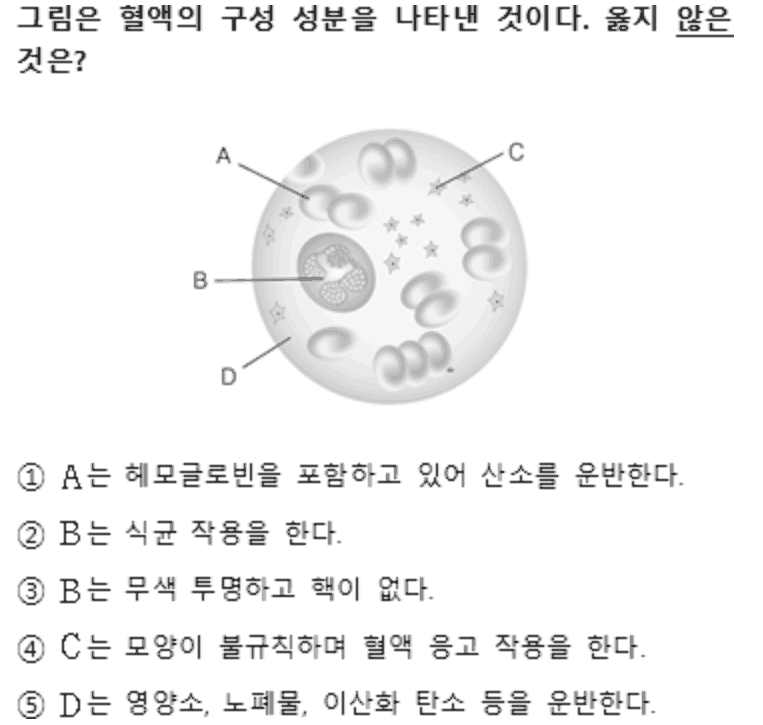 그림은 혈액의 구성 성분을 나타낸 것이다. 옳지 않은
것은?
A
C
B
D
① A는 헤모글로빈을 포함하고 있어 산소를 운반한다.
② B는 식균 작용을 한다.
③ B는 무색 투명하고 핵이 없다.
④ C는 모양이 불규칙하며 혈액 응고 작용을 한다.
⑤ D는 영양소, 노폐물, 이산화 탄소 등을 운반한다.